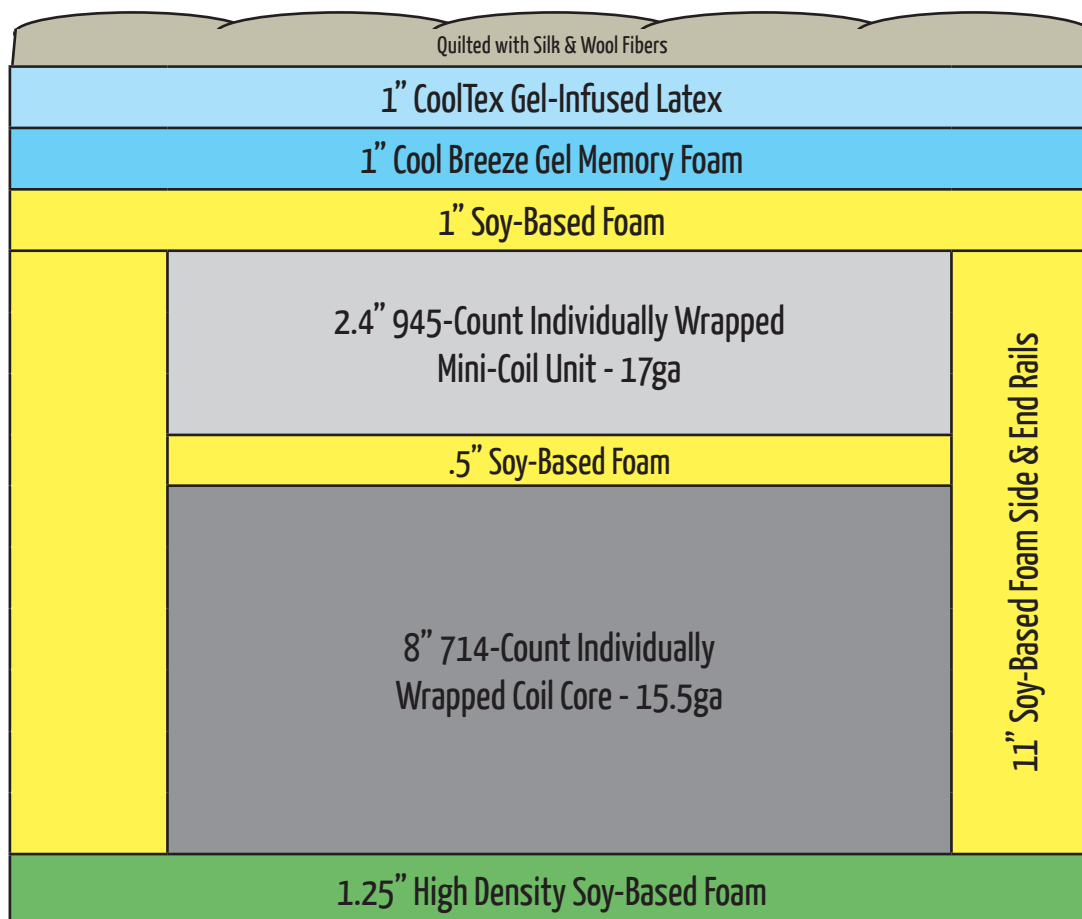 Quilted with Silk & Wool Fibers
1” CoolTex Gel-Infused Latex
1” Cool Breeze Gel Memory Foam
1” Soy-Based Foam
2.4” 945-Count Individually Wrapped
Mini-Coil Unit - 17ga
.5” Soy-Based Foam
8” 714-Count Individually
Wrapped Coil Core - 15.5ga
11” Soy-Based Foam Side & End Rails
1.25” High Density Soy-Based Foam